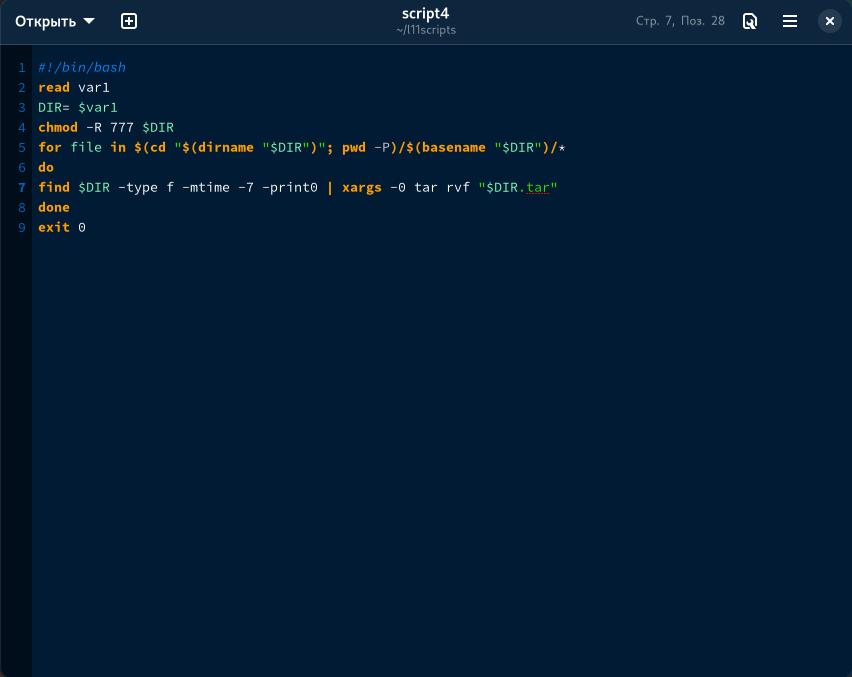 Открыть
script4
~/l11scripts
Стр. 7, Поз. 28
1 #!/bin/bash
2 read var1
3 DIR= $var1
4 chmod -R 777 $DIR
5 for file in $(cd "$(dirname "$DIR")"; pwd -P)/$(basename "$DIR")/*
6 do
7 find $DIR -type f -mtime -7 -print0 | xargs -0 tar rvf "$DIR.tar"
8 done
9 exit 0